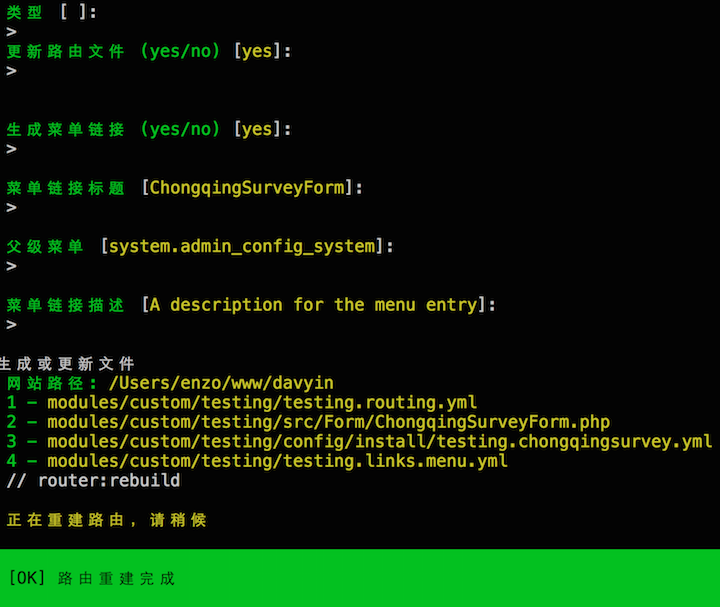 类型 [ ]:
>
更新路由文件 (yes/no) [yes]:
>
生成菜单链接 (yes/no) [yes]:
>
菜单链接标题 [ChongqingSurveyForm]:
>
父级菜单 [system.admin_config_system]:
>
菜单链接描述 [A description for the menu entry]:
>
生成或更新文件
网站路径: /Users/enzo/www/davyin
1 - modules/custom/testing/testing.routing.yml
2 - modules/custom/testing/src/Form/ChongqingSurveyForm.php
3 - modules/custom/testing/config/install/testing.chongqingsurvey.yml
4 - modules/custom/testing/testing.links.menu.yml
// router:rebuild
正在重建路由, 请稍候
[OK] 路由重建完成